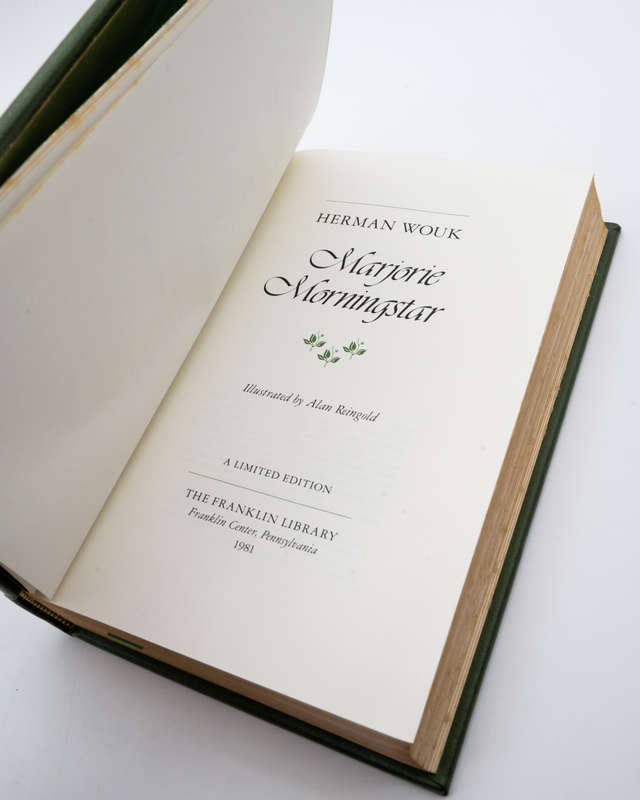 HERMAN WOUK
Marjorie
Morningstar
Illustrated by Alan Reingold
A LIMITED EDITION
THE FRANKLIN LIBRARY
Franklin Center, Pennsylvania
1981